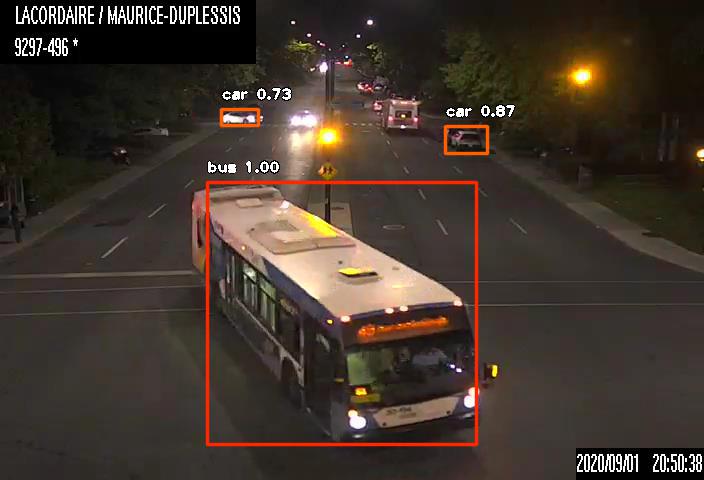 LACORDAIRE / MAURICE-DUPLESSIS
9297-496 *
car 0.73
car 0.87
bus 1.00
2020/09/01 20:50:38